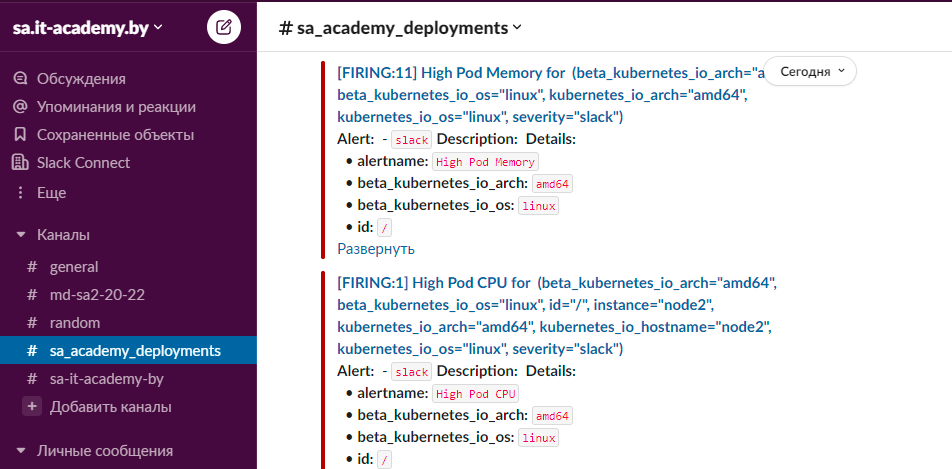 sa.it-academy.by
Обсуждения
Упоминания и реакции
Сохраненные объекты
Slack Connect
Еще
Каналы
# general
# md-sa2-20-22
# random
# sa_academy_deployments
# sa-it-academy-by
+ Добавить каналы
Личные сообщения
# sa_academy_deployments
Сегодня
[FIRING:11] High Pod Memory for (beta_kubernetes_io_arch="a
beta_kubernetes_io_os="linux", kubernetes_io_arch="amd64",
kubernetes_io_os="linux", severity="slack")
Alert: - slack Description: Details:
• alertname: High Pod Memory
• beta_kubernetes_io_arch: amd64
• beta_kubernetes_io_os: linux
• id: /
Развернуть
[FIRING:1] High Pod CPU for (beta_kubernetes_io_arch="amd64",
beta_kubernetes_io_os="linux", id="/", instance="node2",
kubernetes_io_arch="amd64", kubernetes_io_hostname="node2",
kubernetes_io_os="linux", severity="slack")
Alert: - slack Description: Details:
• alertname: High Pod CPU
• beta_kubernetes_io_arch: amd64
• beta_kubernetes_io_os: linux
• id: /